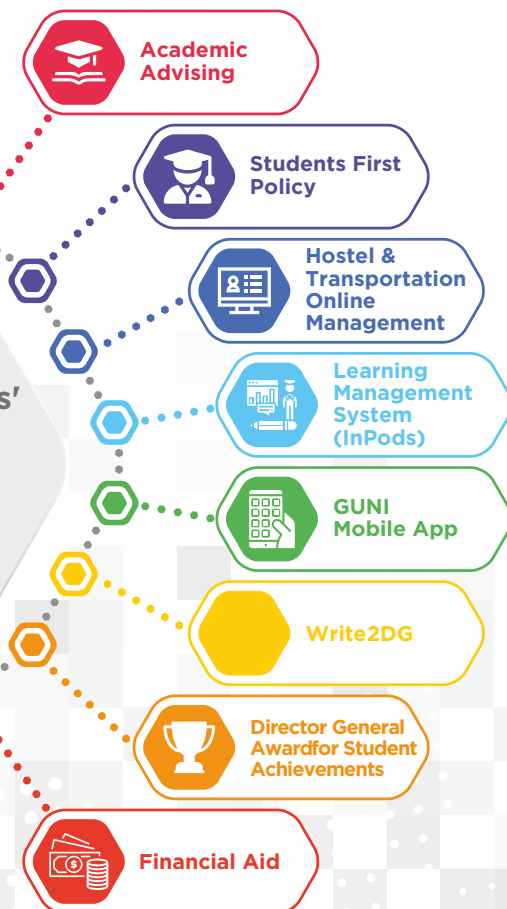 Academic
Advising
Students First
Policy
Hostel &
Transportation
Online
Management
s'
Learning
Management
System
(InPods)
GUNI
Mobile App
Write2DG
Director General
Awardfor Student
Achievements
$
Financial Aid